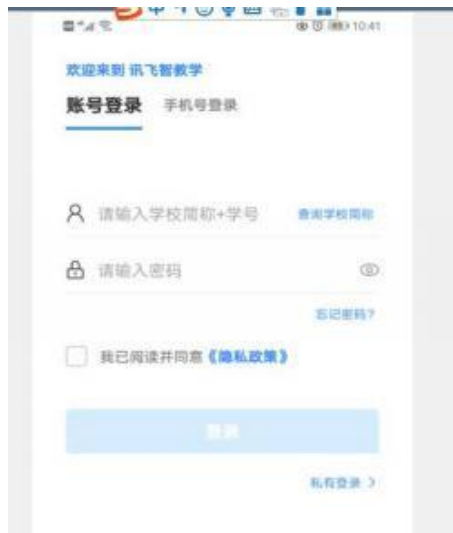 中
10:41
欢迎来到 讯飞智教学
账号登录 手机号登录
请输入学校简称+学号 查询学校简称
请输入密码
忘记密码?
我已阅读并同意《隐私政策》
登录
私有登录 >